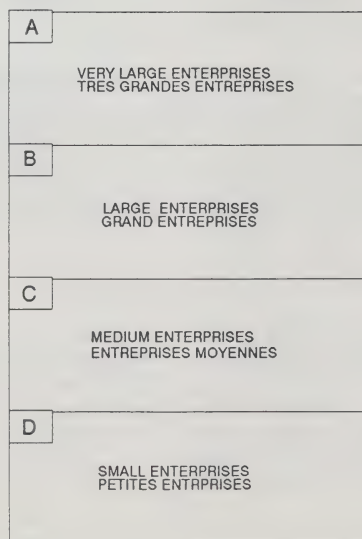 A
VERY LARGE ENTERPRISES
TRES GRANDES ENTREPRISES
B
LARGE ENTERPRISES
GRAND ENTREPRISES
C
MEDIUM ENTERPRISES
ENTREPRISES MOYENNES
D
SMALL ENTERPRISES
PETITES ENTRPRISES